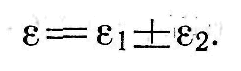 ε = ε₁ ± ε₂.